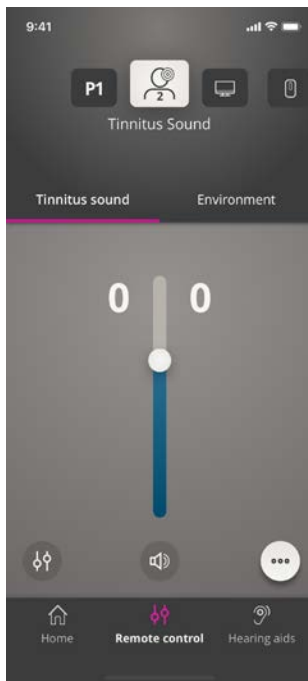 9:41
P1 2
Tinnitus Sound
Tinnitus sound Environment
0 0
Home Remote control Hearing aids